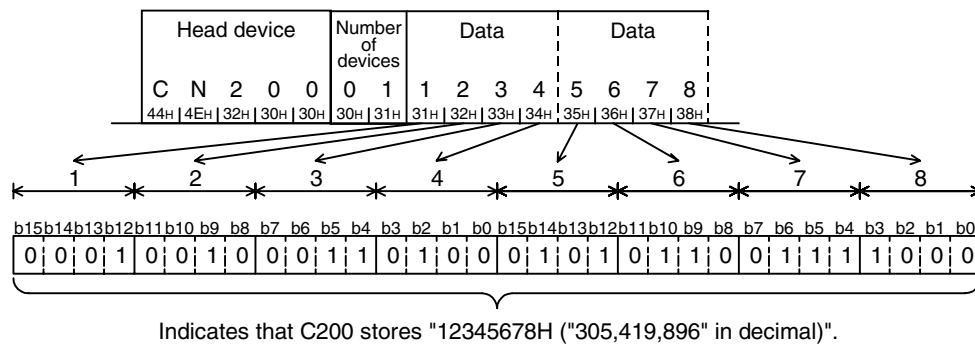 Head device Number of devices Data Data
C N 2 0 0 0 1 1 2 3 4 5 6 7 8
44H 4EH 32H 30H 30H 30H 31H 31H 32H 33H 34H 35H 36H 37H 38H
1 2 3 4 5 6 7 8
b15 b14 b13 b12 b11 b10 b9 b8 b7 b6 b5 b4 b3 b2 b1 b0 b15 b14 b13 b12 b11 b10 b9 b8 b7 b6 b5 b4 b3 b2 b1 b0
0 0 0 1 0 0 1 0 0 0 1 1 0 1 0 0 0 1 0 1 0 1 1 0 0 1 1 1 1 0 0 0
Indicates that C200 stores "12345678H ("305,419,896" in decimal)".